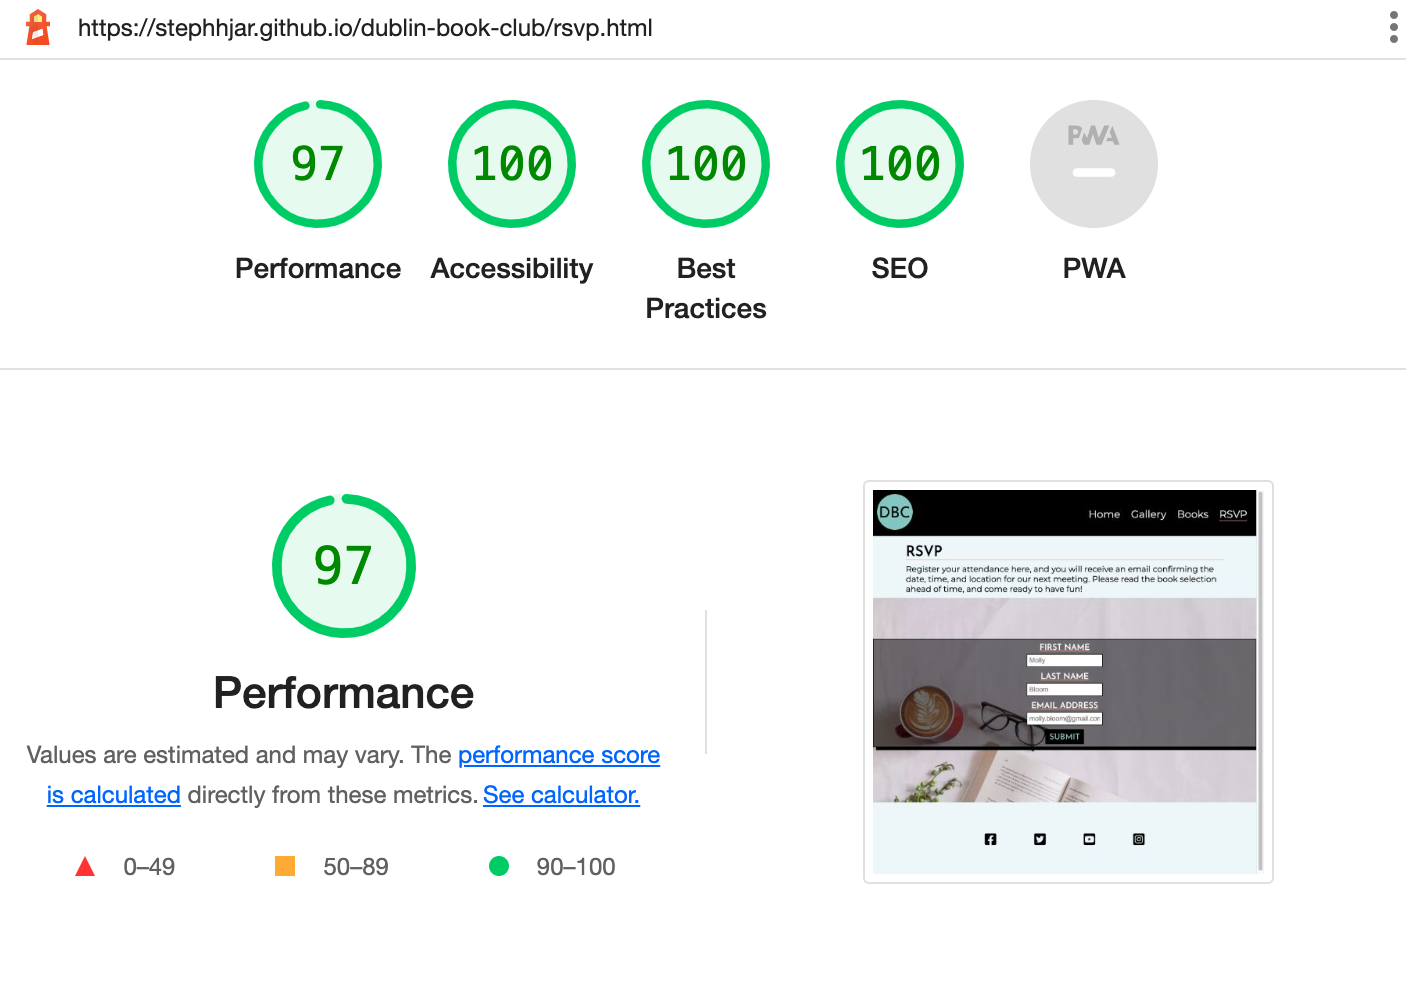 https://stephhjar.github.io/dublin-book-club/rsvp.html
97
100
100
100
PWA
Performance
Accessibility
Best
Practices
SEO
PWA
97
Performance
Values are estimated and may vary. The performance score
is calculated directly from these metrics. See calculator.
0–49
50–89
90–100
DBC
Home Gallery Books RSVP
RSVP
Register your attendance here, and you will receive an email confirming the
date, time, and location for our next meeting. Please read the book selection
ahead of time, and come ready to have fun!
FIRST NAME
Molly
LAST NAME
Bloom
EMAIL ADDRESS
molly.bloom@gmail.con
SUBMIT